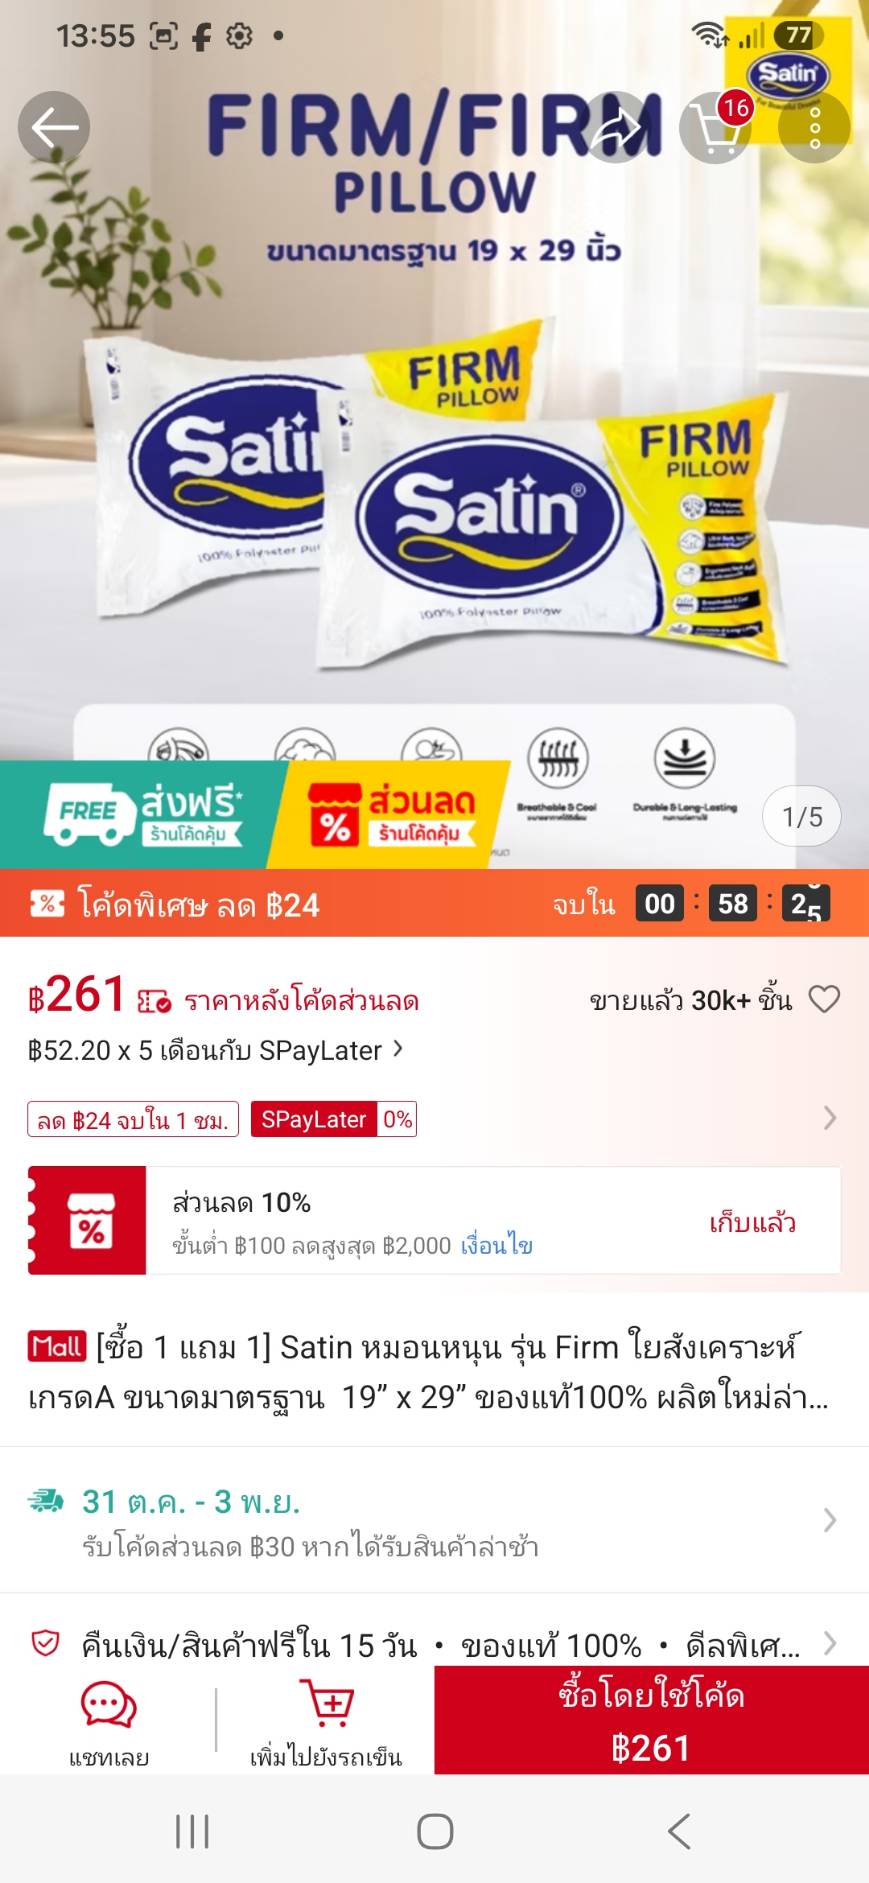 13:55
77
Satin
For Beautiful Dreams
FIRM/FIRM
16
PILLOW
ขนาดมาตรฐาน 19 x 29 นิ้ว
FIRM
PILLOW
Satin
100% Polyester
FIRM
PILLOW
Satin®
100% Polyester Pillow
Breathable & Cool
Durable & Long-Lasting
FREE ส่งฟรี*
ร้านโค้ดคุ้ม
% ส่วนลด
ร้านโค้ดคุ้ม
1/5
% โค้ดพิเศษ ลด ฿24
จบใน 00 : 58 : 25
฿261 ราคาหลังโค้ดส่วนลด
ขายแล้ว 30k+ ชิ้น
฿52.20 x 5 เดือนกับ SPayLater >
ลด ฿24 จบใน 1 ชม. SPayLater 0%
%
ส่วนลด 10%
ขั้นต่ำ ฿100 ลดสูงสุด ฿2,000 เงื่อนไข
เก็บแล้ว
Mall [ซื้อ 1 แถม 1] Satin หมอนหนุน รุ่น Firm ใยสังเคราะห์
เกรดA ขนาดมาตรฐาน 19” x 29” ของแท้100% ผลิตใหม่ล่า...
31 ต.ค. - 3 พ.ย.
รับโค้ดส่วนลด ฿30 หากได้รับสินค้าล่าช้า
คืนเงิน/สินค้าฟรีใน 15 วัน • ของแท้ 100% • ดีลพิเศ...
แชทเลย
เพิ่มไปยังรถเข็น
ซื้อโดยใช้โค้ด
฿261